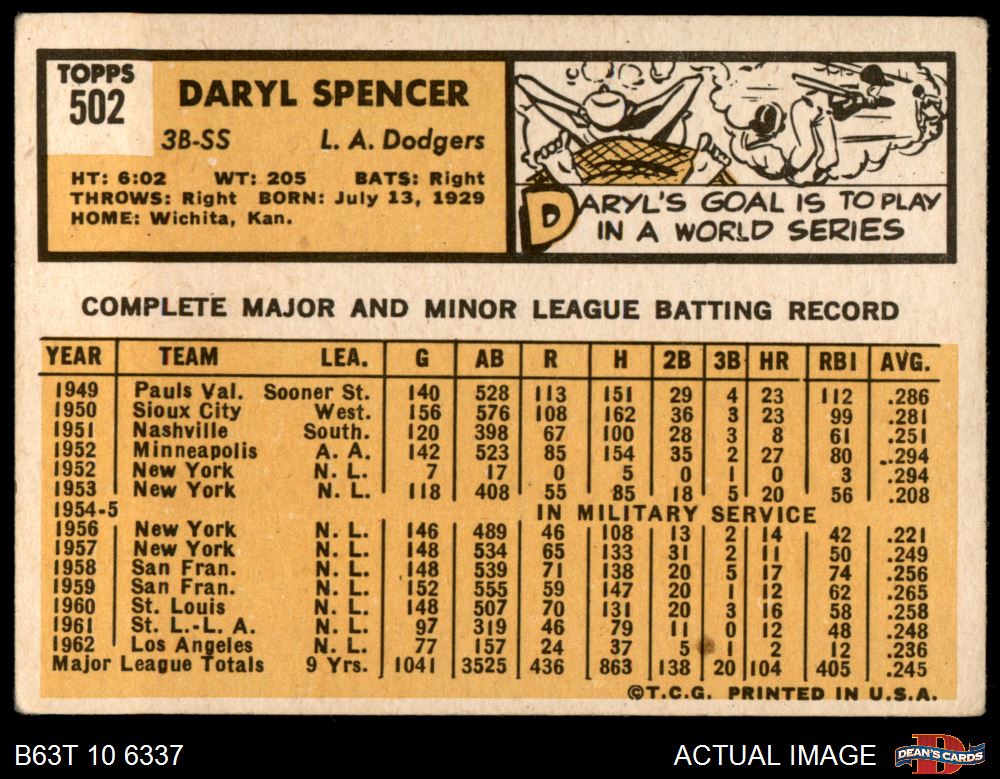 TOPPS
502
DARYL SPENCER
3B-SS L. A. Dodgers
HT: 6:02 WT: 205 BATS: Right
THROWS: Right BORN: July 13, 1929
HOME: Wichita, Kan.
DARYL'S GOAL IS TO PLAY
IN A WORLD SERIES
COMPLETE MAJOR AND MINOR LEAGUE BATTING RECORD
YEAR TEAM LEA. G AB R H 2B 3B HR RBI AVG.
1949 Pauls Val. Sooner St. 140 528 113 151 29 4 23 112 .286
1950 Sioux City West. 156 576 108 162 36 3 23 99 .281
1951 Nashville South. 120 398 67 100 28 3 8 61 .251
1952 Minneapolis A. A. 142 523 85 154 35 2 27 80 .294
1952 New York N. L. 7 17 0 5 0 1 0 3 .294
1953 New York N. L. 118 408 55 85 18 5 20 56 .208
1954-5 IN MILITARY SERVICE
1956 New York N. L. 146 489 46 108 13 2 14 42 .221
1957 New York N. L. 148 534 65 133 31 2 11 50 .249
1958 San Fran. N. L. 148 539 71 138 20 5 17 74 .256
1959 San Fran. N. L. 152 555 59 147 20 1 12 62 .265
1960 St. Louis N. L. 148 507 70 131 20 3 16 58 .258
1961 St. L.-L. A. N. L. 97 319 46 79 11 0 12 48 .248
1962 Los Angeles N. L. 77 157 24 37 5 1 2 12 .236
Major League Totals 9 Yrs. 1041 3525 436 863 138 20 104 405 .245
©T.C.G. PRINTED IN U.S.A.
B63T 10 6337 ACTUAL IMAGE DEAN'S CARDS